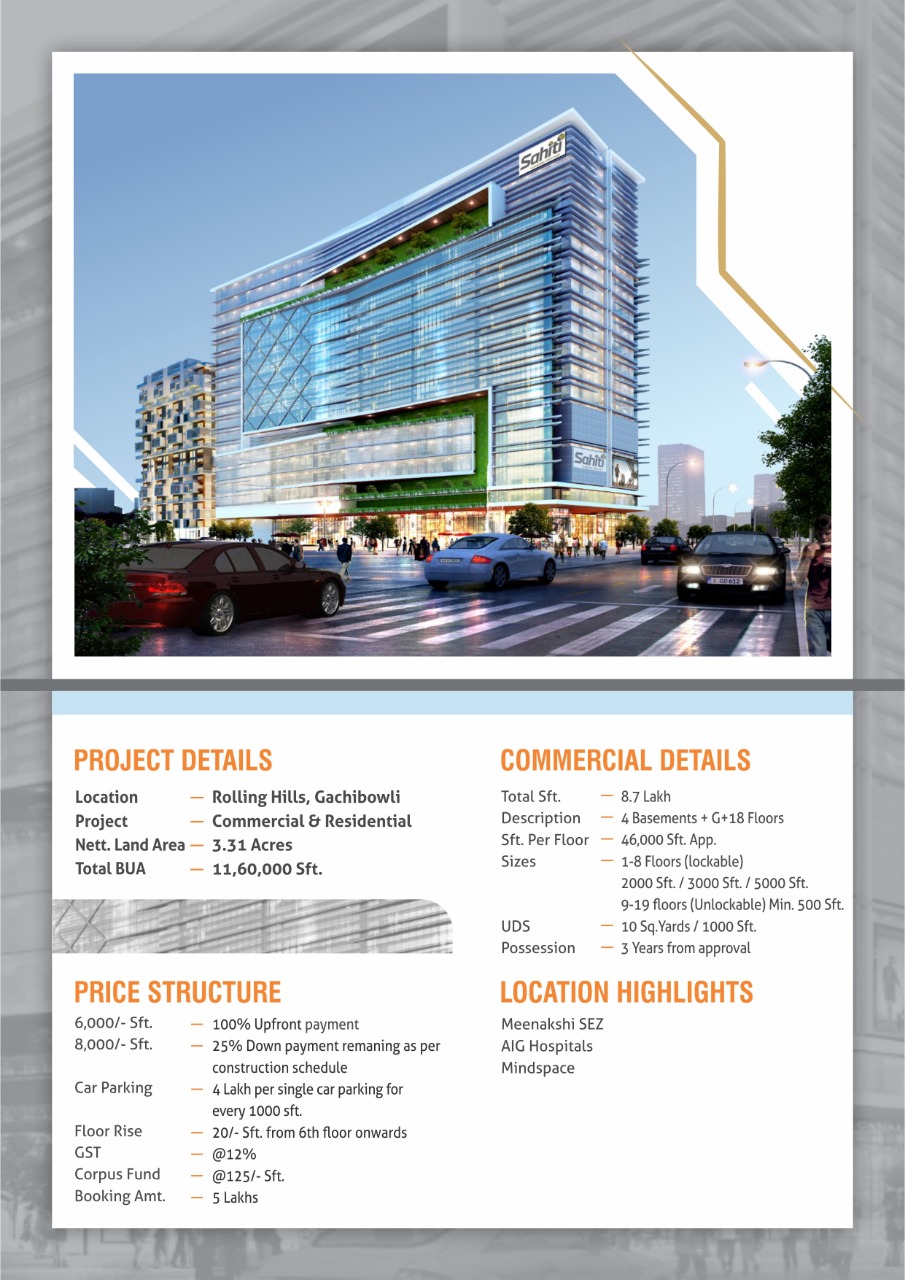 Sahiti
Sahiti
PROJECT DETAILS
Location — Rolling Hills, Gachibowli
Project — Commercial & Residential
Nett. Land Area — 3.31 Acres
Total BUA — 11,60,000 Sft.
PRICE STRUCTURE
6,000/- Sft. — 100% Upfront payment
8,000/- Sft. — 25% Down payment remaning as per
construction schedule
Car Parking — 4 Lakh per single car parking for
every 1000 sft.
Floor Rise — 20/- Sft. from 6th floor onwards
GST — @12%
Corpus Fund — @125/- Sft.
Booking Amt. — 5 Lakhs
COMMERCIAL DETAILS
Total Sft. — 8.7 Lakh
Description — 4 Basements + G+18 Floors
Sft. Per Floor — 46,000 Sft. App.
Sizes — 1-8 Floors (lockable)
2000 Sft. / 3000 Sft. / 5000 Sft.
9-19 floors (Unlockable) Min. 500 Sft.
UDS — 10 Sq.Yards / 1000 Sft.
Possession — 3 Years from approval
LOCATION HIGHLIGHTS
Meenakshi SEZ
AIG Hospitals
Mindspace